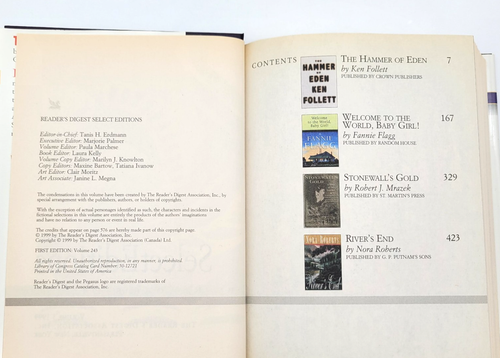 READER'S DIGEST SELECT EDITIONS
Editor-in-Chief: Tanis H. Erdmann
Executive Editor: Marjorie Palmer
Volume Editor: Paula Marchese
Book Editor: Laura Kelly
Volume Copy Editor: Marilyn J. Knowlton
Copy Editors: Maxine Bartow, Tatiana Ivanow
Art Editor: Clair Moritz
Art Associate: Janine L. Mogna
The condensations in this volume have been created by The Reader's Digest Association, Inc., by
special arrangement with the publishers, authors, or holders of copyrights.
With the exception of actual personages identified as such, the characters and incidents in the
fictional selections in this volume are entirely the products of the authors' imaginations
and have no relation to any person or event in real life.
The credits that appear on page 576 are hereby made part of this copyright page.
© 1999 by The Reader's Digest Association, Inc.
Copyright © 1999 by The Reader's Digest Association (Canada) Ltd.
FIRST EDITION: Volume 243
All rights reserved. Unauthorized reproduction, in any manner, is prohibited.
Library of Congress Catalog Card Number: 50-12721
Printed in the United States of America
Reader's Digest and the Pegasus logo are registered trademarks of
The Reader's Digest Association, Inc.
CONTENTS
THE
HAMMER
OF
EDEN
KEN
FOLLETT
THE HAMMER OF EDEN 7
by Ken Follett
PUBLISHED BY CROWN PUBLISHERS
Welcome
to the World,
Baby Girl!
FANNIE
FLAGG
WELCOME TO THE 167
WORLD, BABY GIRL!
by Fannie Flagg
PUBLISHED BY RANDOM HOUSE
STONEWALL'S
GOLD
STONEWALL'S GOLD 329
by Robert J. Mrazek
PUBLISHED BY ST. MARTIN'S PRESS
River's End
RIVER'S END 423
by Nora Roberts
PUBLISHED BY G. P. PUTNAM'S SONS